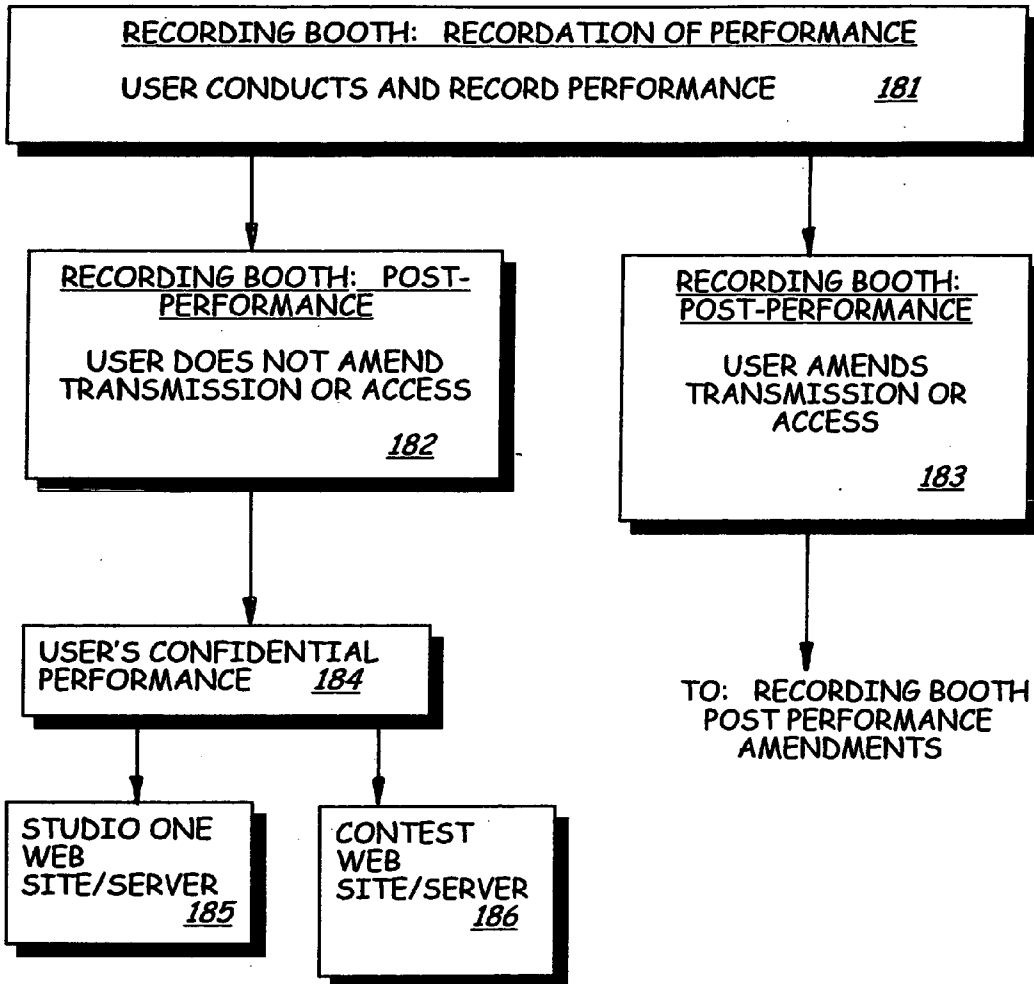 RECORDING BOOTH: RECORDATION OF PERFORMANCE
USER CONDUCTS AND RECORD PERFORMANCE 181
RECORDING BOOTH: POST-
PERFORMANCE
USER DOES NOT AMEND
TRANSMISSION OR ACCESS
182
RECORDING BOOTH:
POST-PERFORMANCE
USER AMENDS
TRANSMISSION OR
ACCESS
183
USER'S CONFIDENTIAL
PERFORMANCE 184
TO: RECORDING BOOTH
POST PERFORMANCE
AMENDMENTS
STUDIO ONE
WEB
SITE/SERVER
185
CONTEST
WEB
SITE/SERVER
186